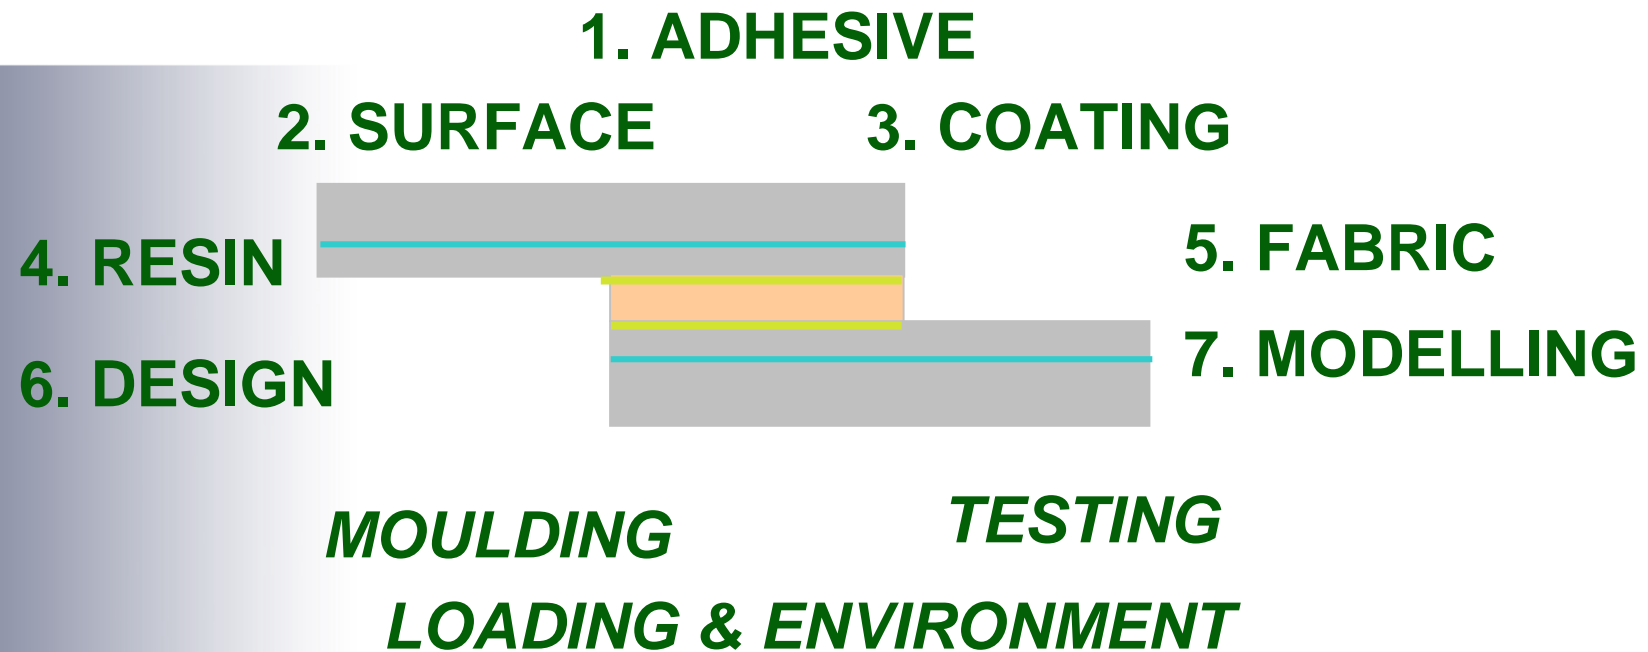 1. ADHESIVE
2. SURFACE
3. COATING
4. RESIN
5. FABRIC
6. DESIGN
7. MODELLING
MOULDING
TESTING
LOADING & ENVIRONMENT